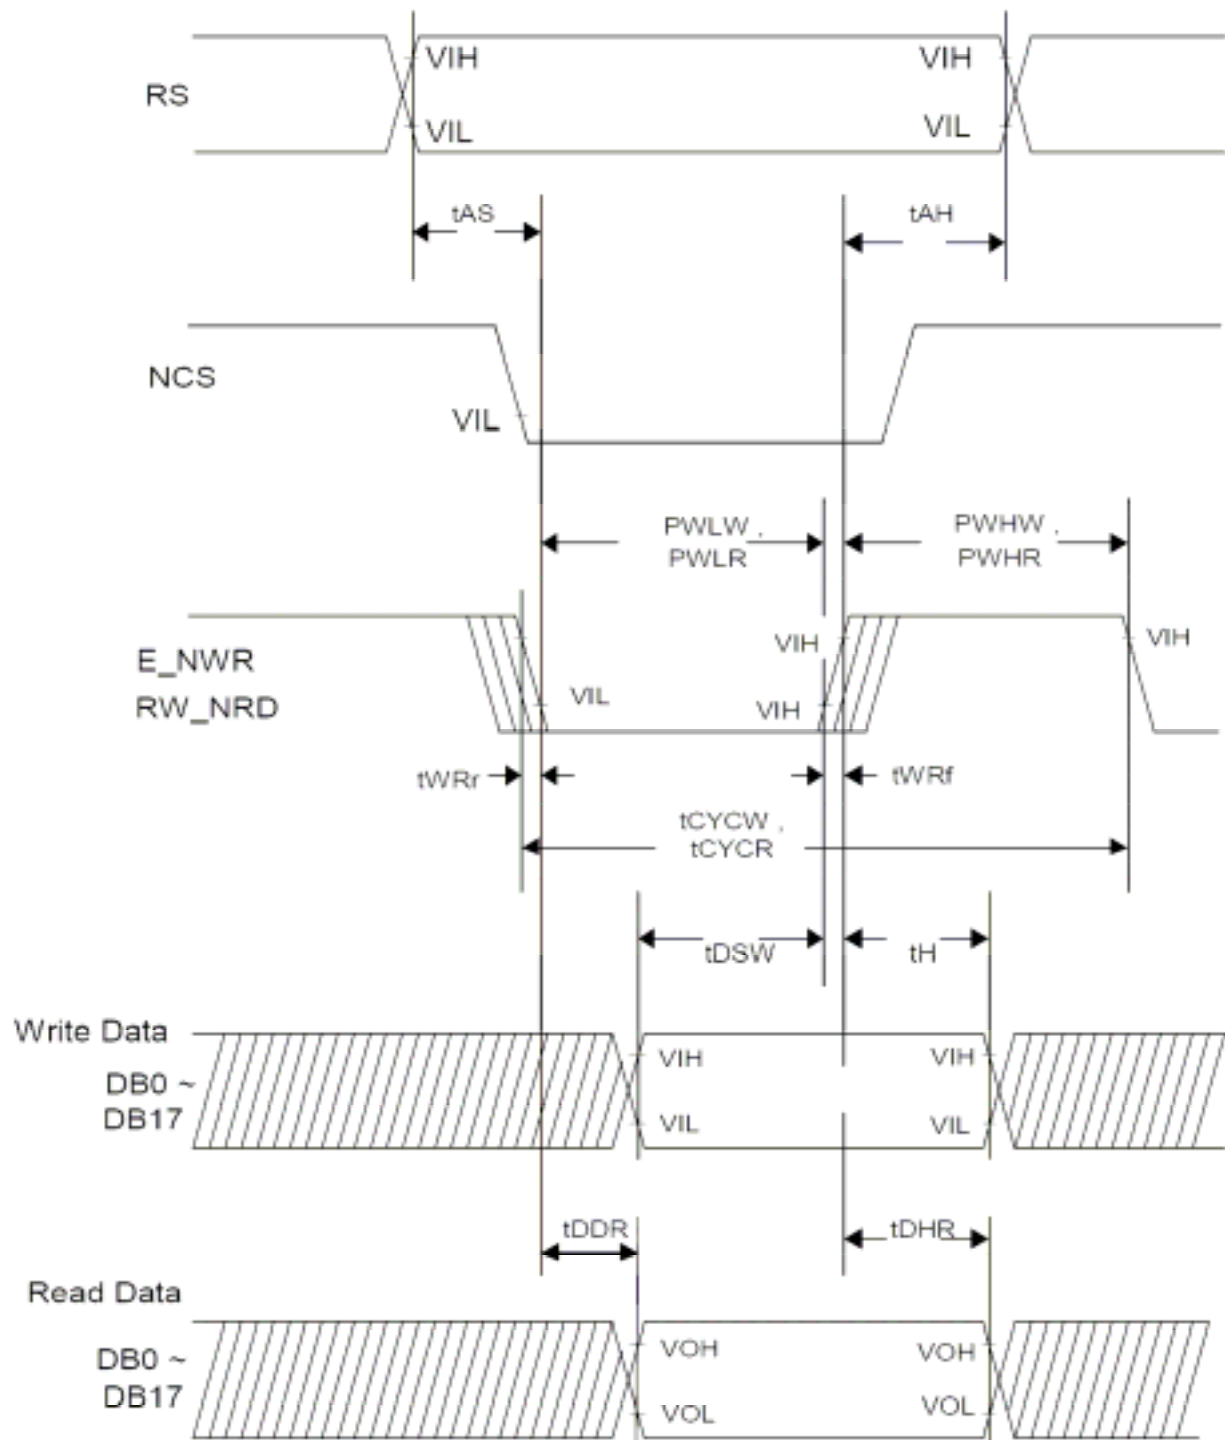 VIH VIH
RS
VIL VIL
tAS tAH
NCS
VIL
PWLW , PWHW ,
PWLR PWHR
VIH VIH
E_NWR
VIL
RW_NRD VIH
tWRr tWRf
tCYCW ,
tCYCR
tDSW tH
Write Data
VIH VIH
DB0 ~
DB17 VIL VIL
tDDR tDHR
Read Data
VOH VOH
DB0 ~
DB17
VOL VOL